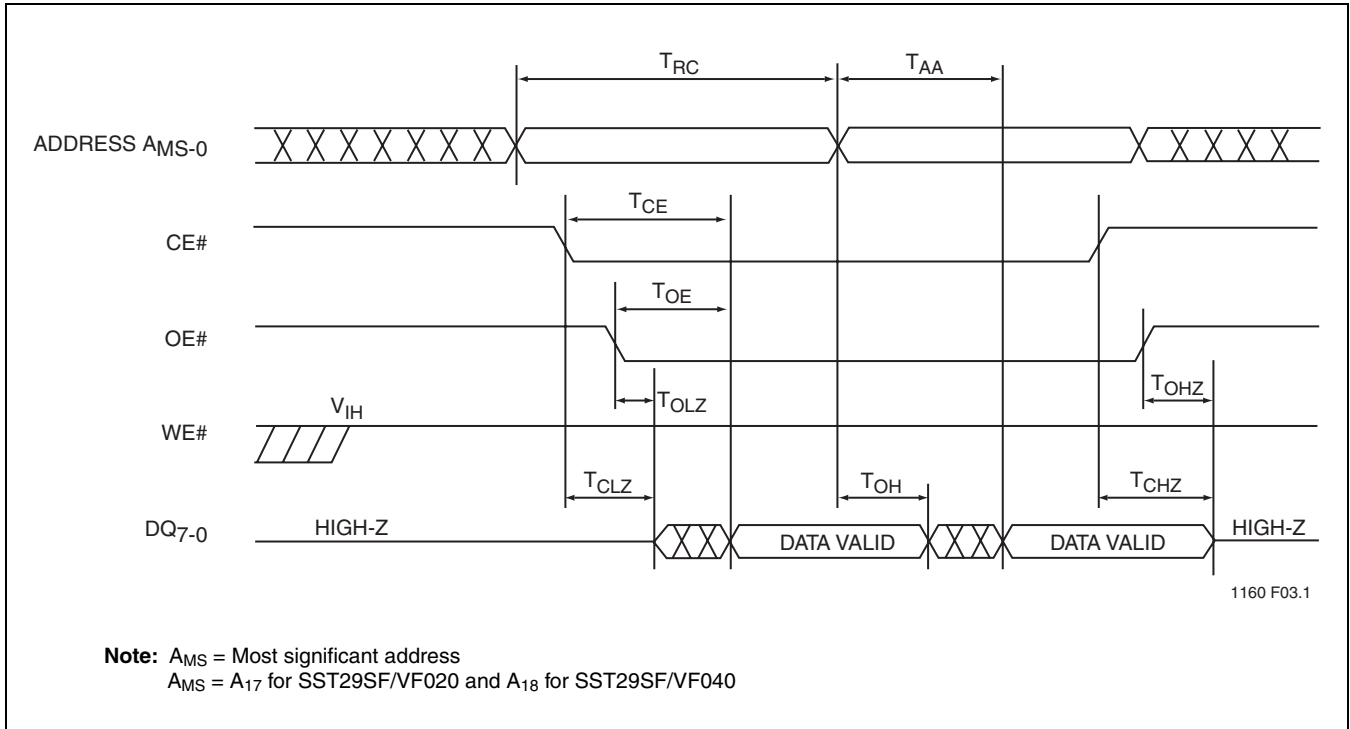 TRC TAA
ADDRESS AMS-0
TCE
CE#
TOE
OE#
TOHZ
TOLZ
VIH
WE#
TCLZ TOH TCHZ
DQ7-0 HIGH-Z DATA VALID DATA VALID HIGH-Z
1160 F03.1
Note: AMS = Most significant address
AMS = A17 for SST29SF/VF020 and A18 for SST29SF/VF040